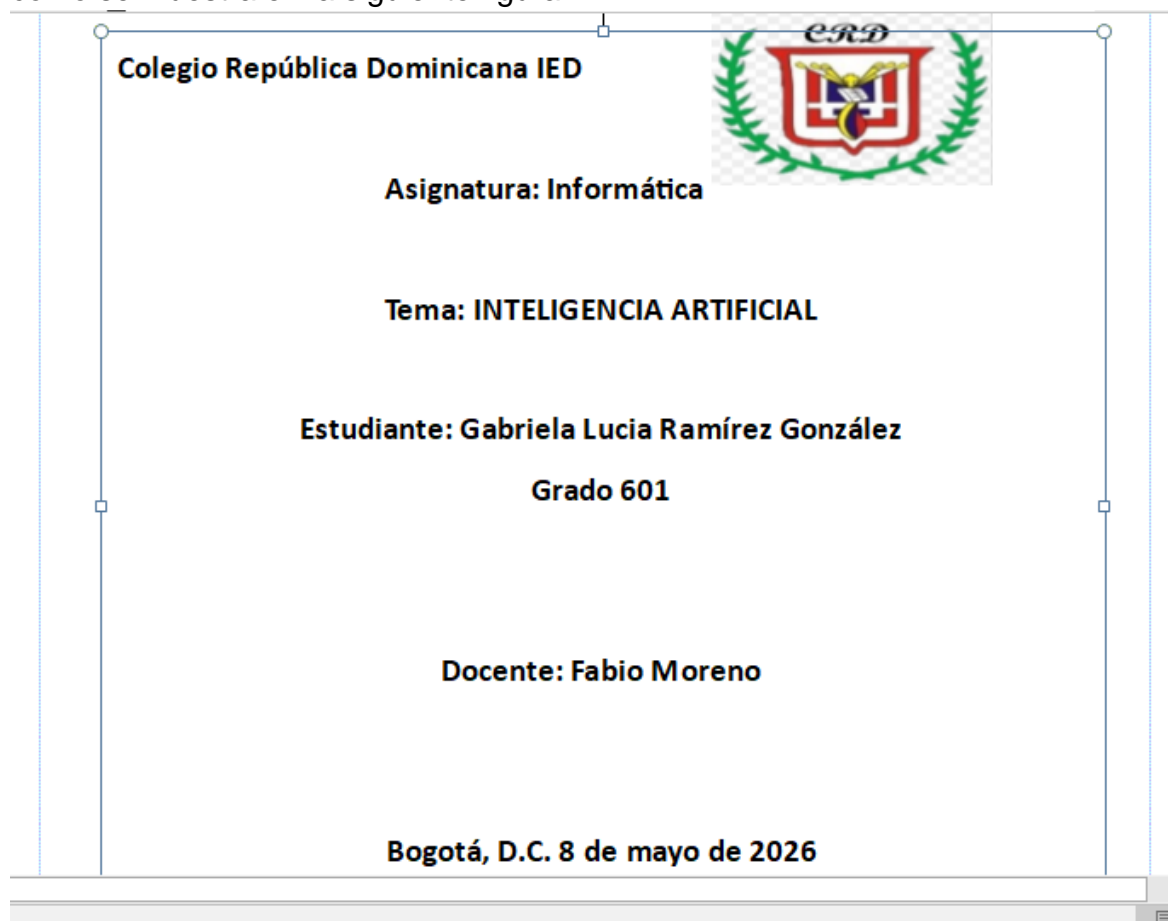 CRD
Colegio República Dominicana IED
Asignatura: Informática
Tema: INTELIGENCIA ARTIFICIAL
Estudiante: Gabriela Lucia Ramírez González
Grado 601
Docente: Fabio Moreno
Bogotá, D.C. 8 de mayo de 2026